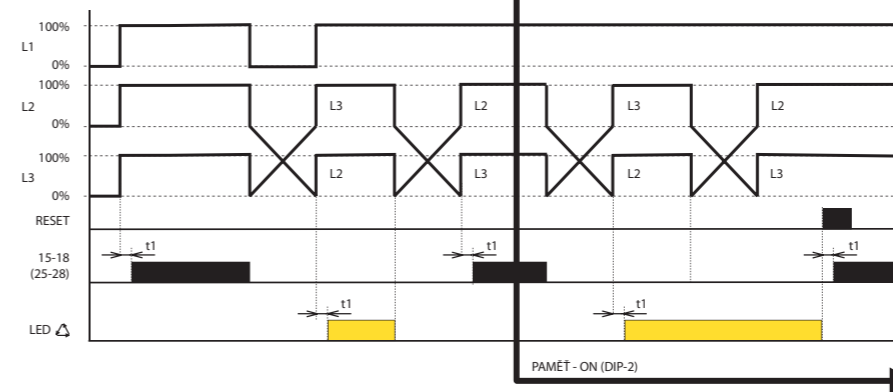 100%
L1
0%
100%
L2
L3
L2
L3
L2
0%
100%
L3
L2
L3
L2
L3
0%
RESET
t1
t1
t1
15-18
(25-28)
t1
t1
LED
PAMĚŤ - ON (DIP-2)